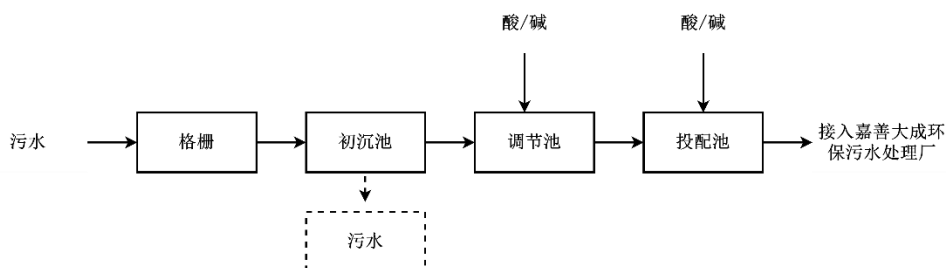 酸/碱
酸/碱
污水
格栅
初沉池
调节池
投配池
接入嘉善大成环
保污水处理厂
污水